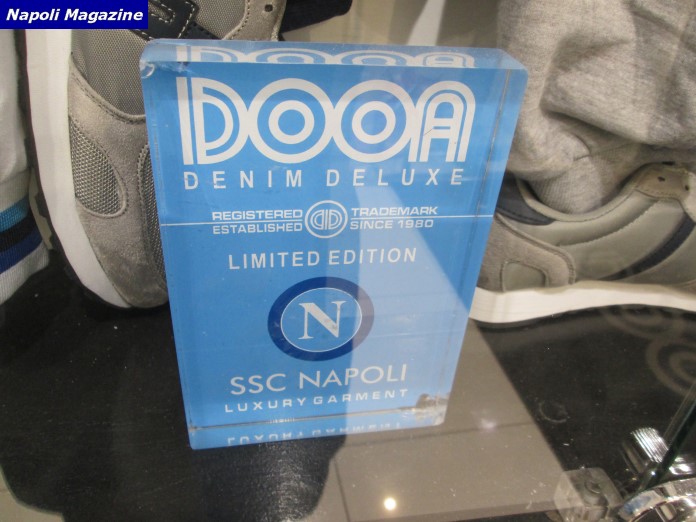 Napoli Magazine
DOOA
DENIM DELUXE
REGISTERED TRADEMARK
ESTABLISHED SINCE 1980
LIMITED EDITION
N
SSC NAPOLI
LUXURY GARMENT